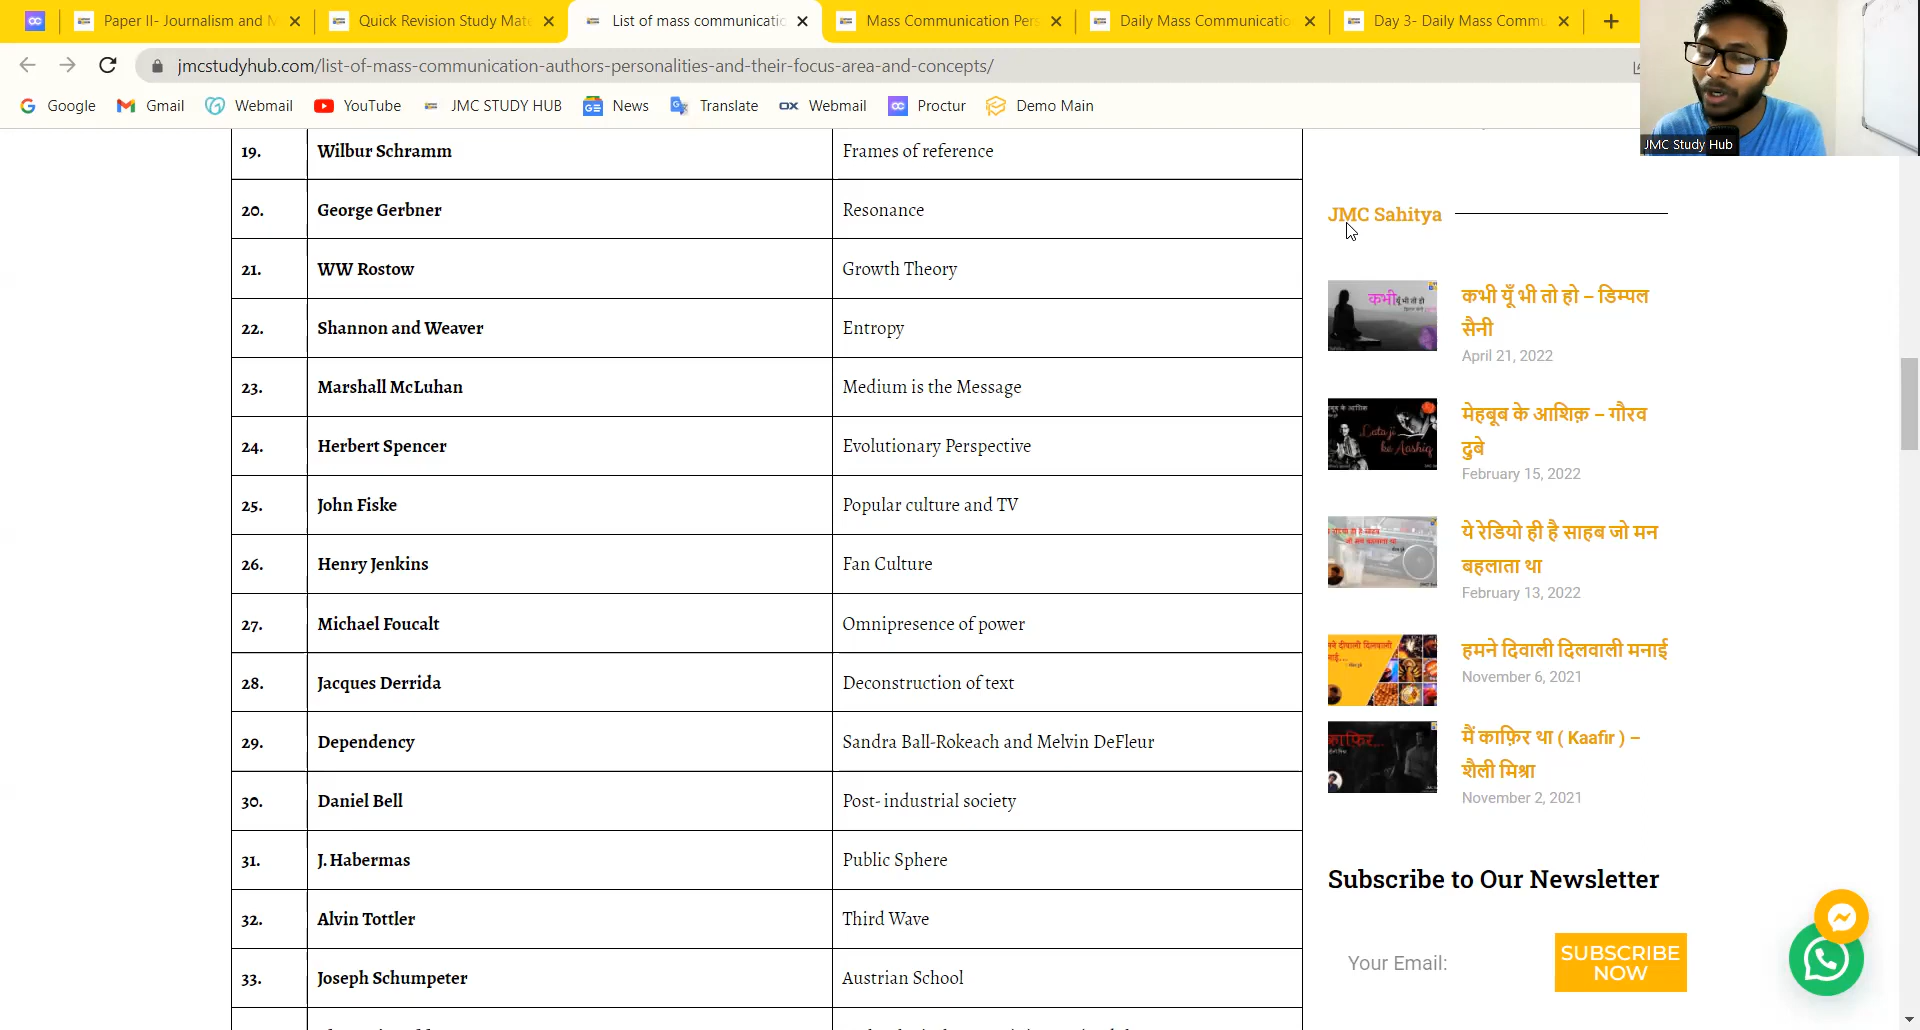 Paper II- Journalism and M
Quick Revision Study Mate
List of mass communicatio
Mass Communication Pers
Daily Mass Communicatio
Day 3- Daily Mass Commu
jmcstudyhub.com/list-of-mass-communication-authors-personalities-and-their-focus-area-and-concepts/
Google Gmail Webmail YouTube JMC STUDY HUB News Translate Webmail Proctur Demo Main
JMC Study Hub
19. Wilbur Schramm Frames of reference
20. George Gerbner Resonance
21. WW Rostow Growth Theory
22. Shannon and Weaver Entropy
23. Marshall McLuhan Medium is the Message
24. Herbert Spencer Evolutionary Perspective
25. John Fiske Popular culture and TV
26. Henry Jenkins Fan Culture
27. Michael Foucalt Omnipresence of power
28. Jacques Derrida Deconstruction of text
29. Dependency Sandra Ball-Rokeach and Melvin DeFleur
30. Daniel Bell Post- industrial society
31. J. Habermas Public Sphere
32. Alvin Tottler Third Wave
33. Joseph Schumpeter Austrian School
JMC Sahitya
कभी
कभी यूँ भी तो हो – डिम्पल
सैनी
April 21, 2022
Lata ji
ke Aashiq
मेहबूब के आशिक़ – गौरव
दुबे
February 15, 2022
ये रेडियो ही है साहब जो मन
बहलाता था
February 13, 2022
हमने दिवाली दिलवाली मनाई
November 6, 2021
मैं काफ़िर था ( Kaafir ) –
शैली मिश्रा
November 2, 2021
Subscribe to Our Newsletter
Your Email:
SUBSCRIBE
NOW